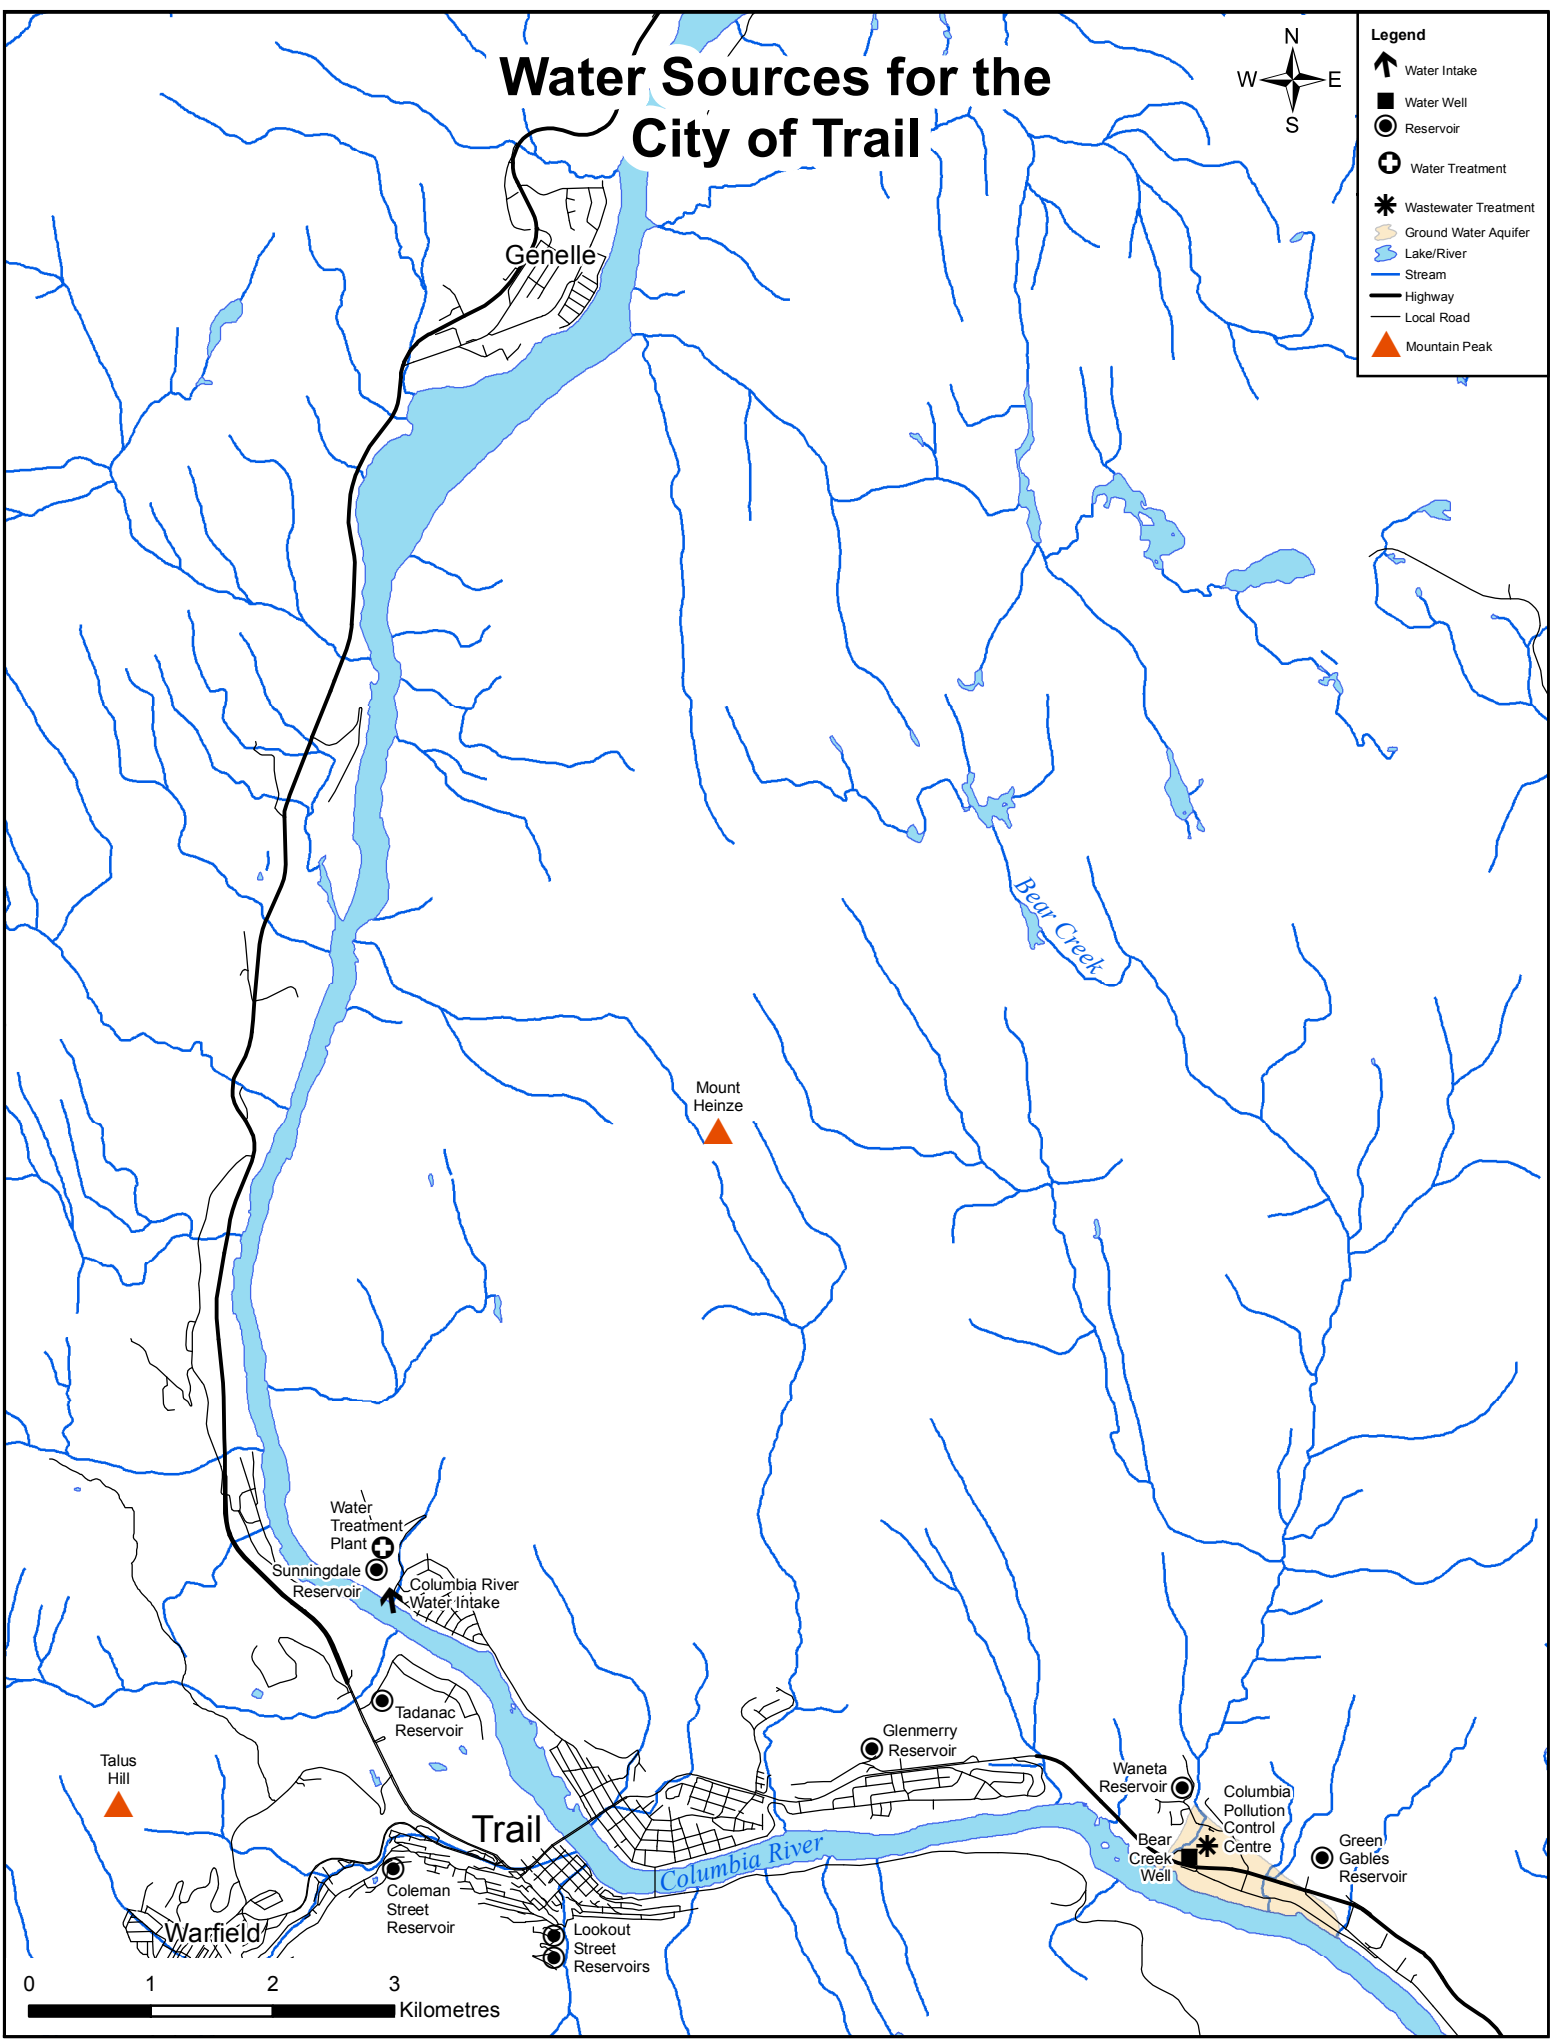 Water Sources for the
City of Trail
N
W
E
S
Legend
Water Intake
Water Well
Reservoir
Water Treatment
Wastewater Treatment
Ground Water Aquifer
Lake/River
Stream
Highway
Local Road
Mountain Peak
Genelle
Bear Creek
Mount
Heinze
Water
Treatment
Plant
Sunningdale
Reservoir
Columbia River
Water Intake
Tadanac
Reservoir
Talus
Hill
Glenmerry
Reservoir
Waneta
Reservoir
Columbia
Pollution
Control
Centre
Trail
Columbia River
Bear
Creek
Well
Green
Gables
Reservoir
Coleman
Street
Reservoir
Warfield
Lookout
Street
Reservoirs
0 1 2 3
Kilometres